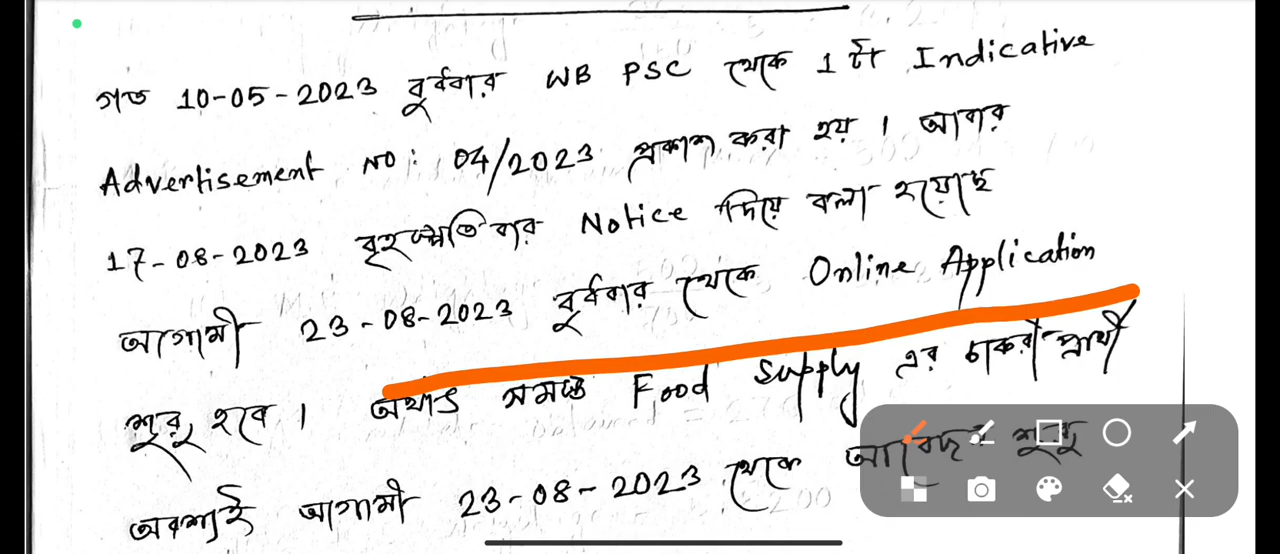 গত 10-05-2023 বুর্ধবার WB PSC থেকে 1টা Indicative
Advertisement NO: 04/2023 প্রকাশ করা হয়। আবার
17-08-2023 বৃহস্পতিবার Notice দিয়ে বলা হয়েছে
আগামী 23-08-2023 বুর্ধবার থেকে Online Application
শুরু হবে। অর্থাৎ সমস্ত Food Supply এর চাকরী প্রার্থী
অবশ্যই আগামী 23-08-2023 থেকে আবেদন শুরু